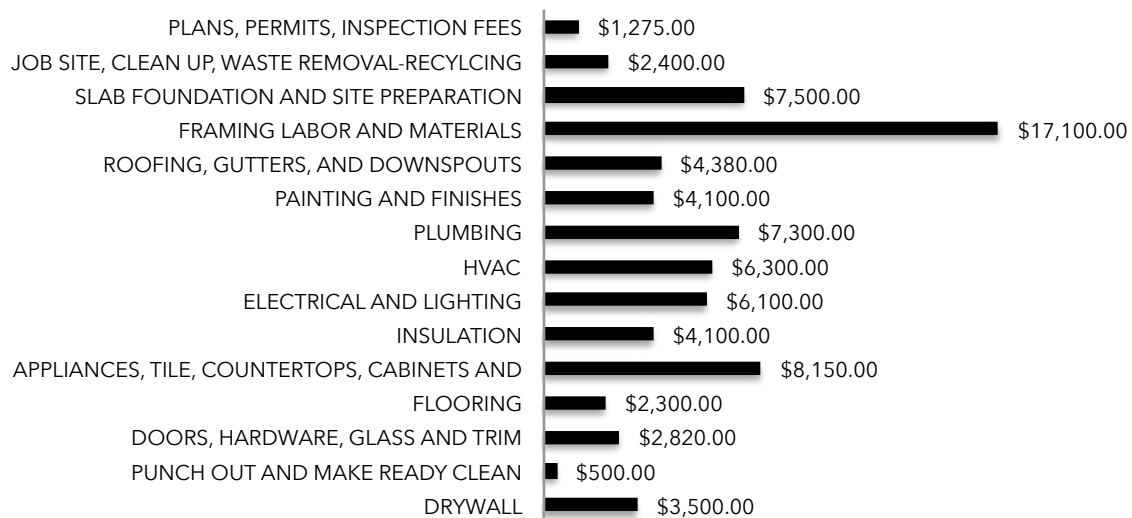 PLANS, PERMITS, INSPECTION FEES $1,275.00
JOB SITE, CLEAN UP, WASTE REMOVAL-RECYLCING $2,400.00
SLAB FOUNDATION AND SITE PREPARATION $7,500.00
FRAMING LABOR AND MATERIALS $17,100.00
ROOFING, GUTTERS, AND DOWNSPOUTS $4,380.00
PAINTING AND FINISHES $4,100.00
PLUMBING $7,300.00
HVAC $6,300.00
ELECTRICAL AND LIGHTING $6,100.00
INSULATION $4,100.00
APPLIANCES, TILE, COUNTERTOPS, CABINETS AND $8,150.00
FLOORING $2,300.00
DOORS, HARDWARE, GLASS AND TRIM $2,820.00
PUNCH OUT AND MAKE READY CLEAN $500.00
DRYWALL $3,500.00